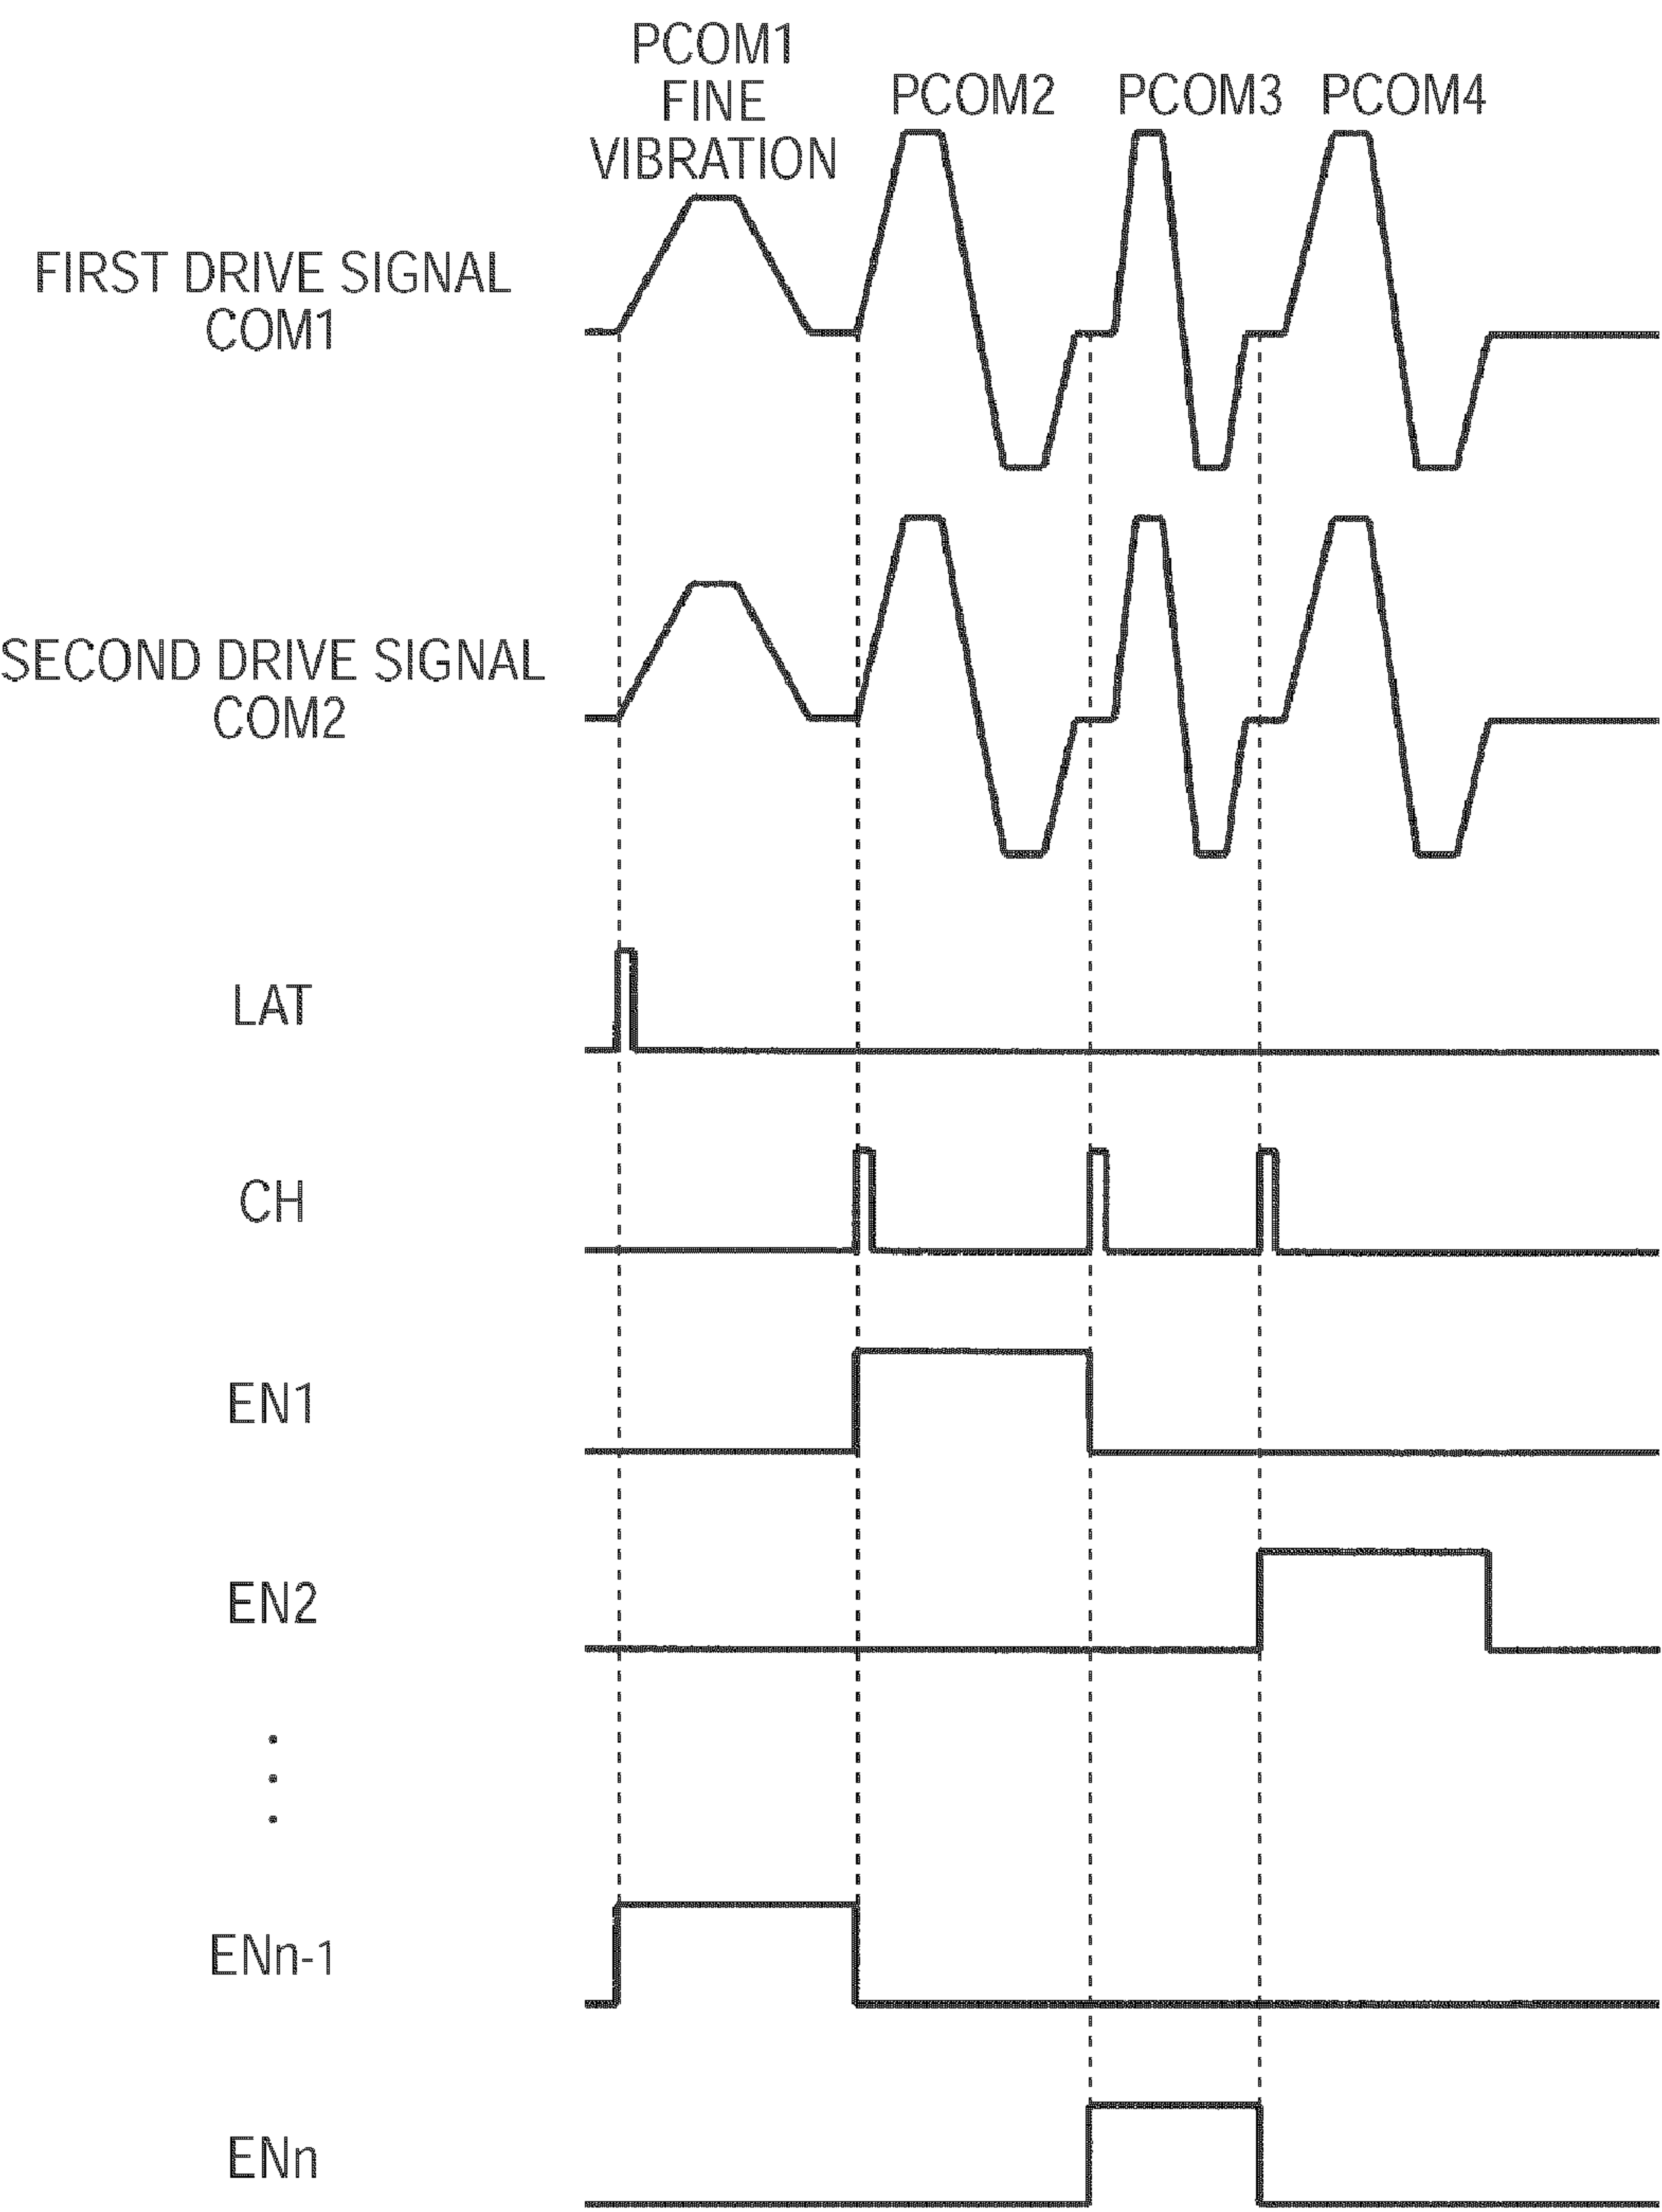 PCOM1
FINE
VIBRATION
PCOM2
PCOM3
PCOM4
FIRST DRIVE SIGNAL
COM1
SECOND DRIVE SIGNAL
COM2
LAT
CH
EN1
EN2
ENn-1
ENn